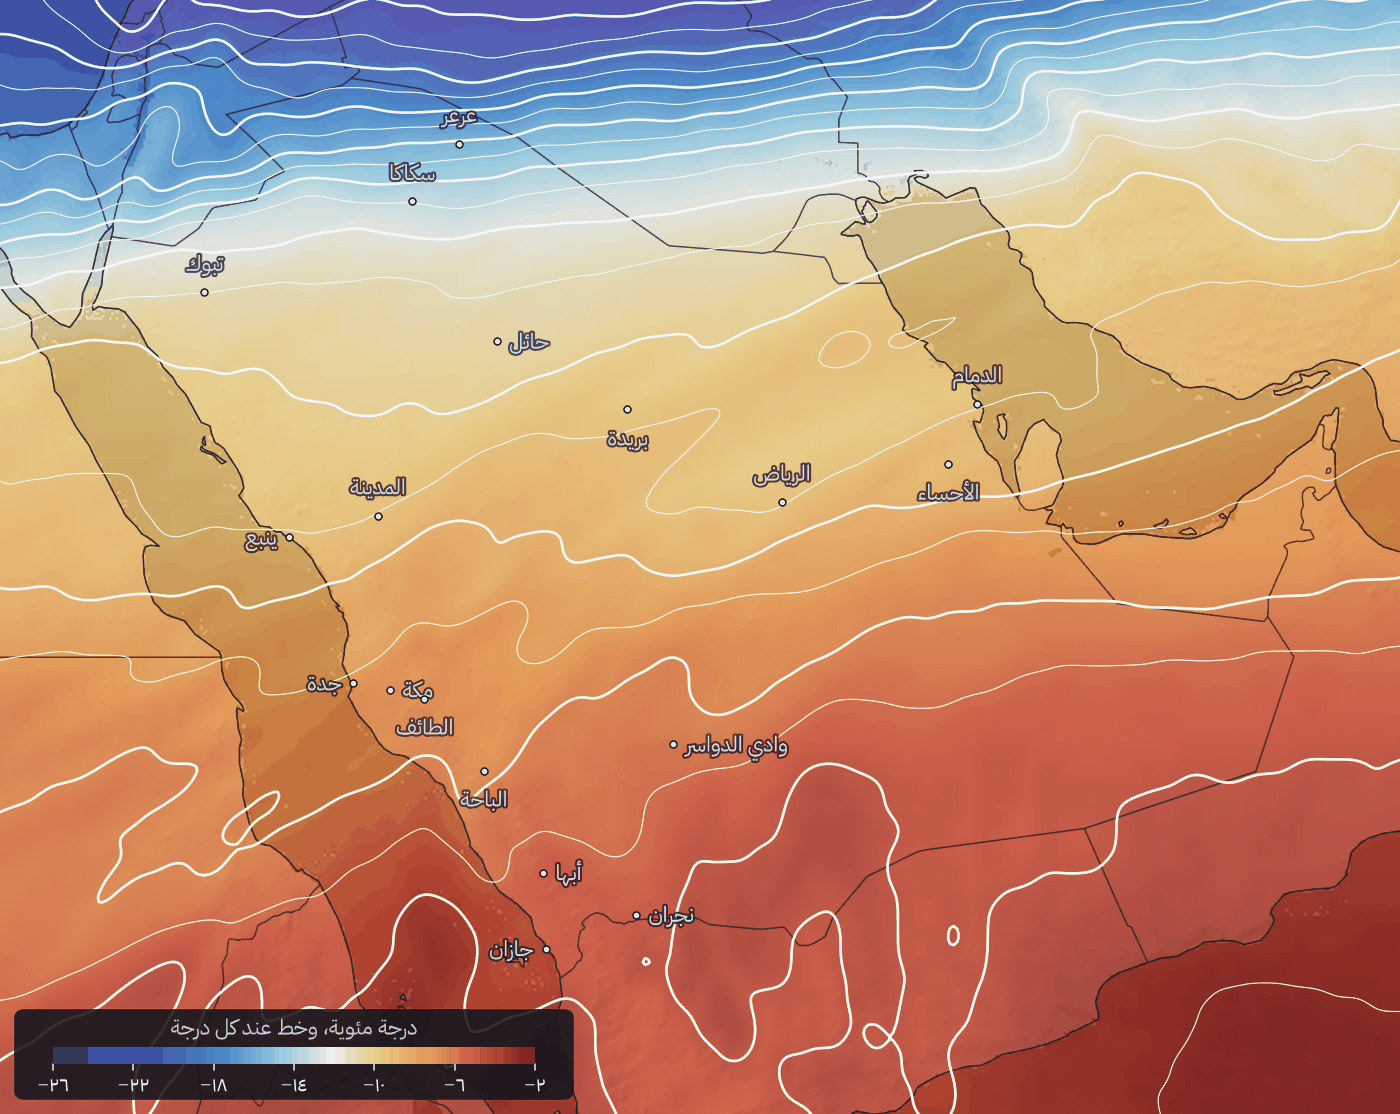 عرعر
سكاكا
تبوك
حائل
الدمام
بريدة
الرياض
الأحساء
المدينة
ينبع
جدة
مكة
الطائف
وادي الدواسر
الباحة
أبها
نجران
جازان
درجة مئوية، وخط عند كل درجة
−٢٦ −٢٢ −١٨ −١٤ −١٠ −٦ −٢